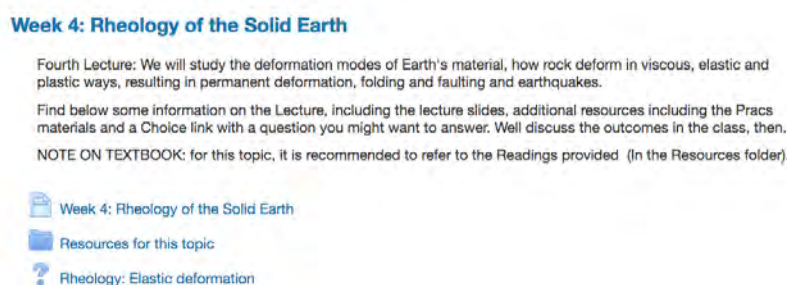 Week 4: Rheology of the Solid Earth
Fourth Lecture: We will study the deformation modes of Earth's material, how rock deform in viscous, elastic and
plastic ways, resulting in permanent deformation, folding and faulting and earthquakes.
Find below some information on the Lecture, including the lecture slides, additional resources including the Pracs
materials and a Choice link with a question you might want to answer. Well discuss the outcomes in the class, then.
NOTE ON TEXTBOOK: for this topic, it is recommended to refer to the Readings provided (In the Resources folder).
Week 4: Rheology of the Solid Earth
Resources for this topic
Rheology: Elastic deformation